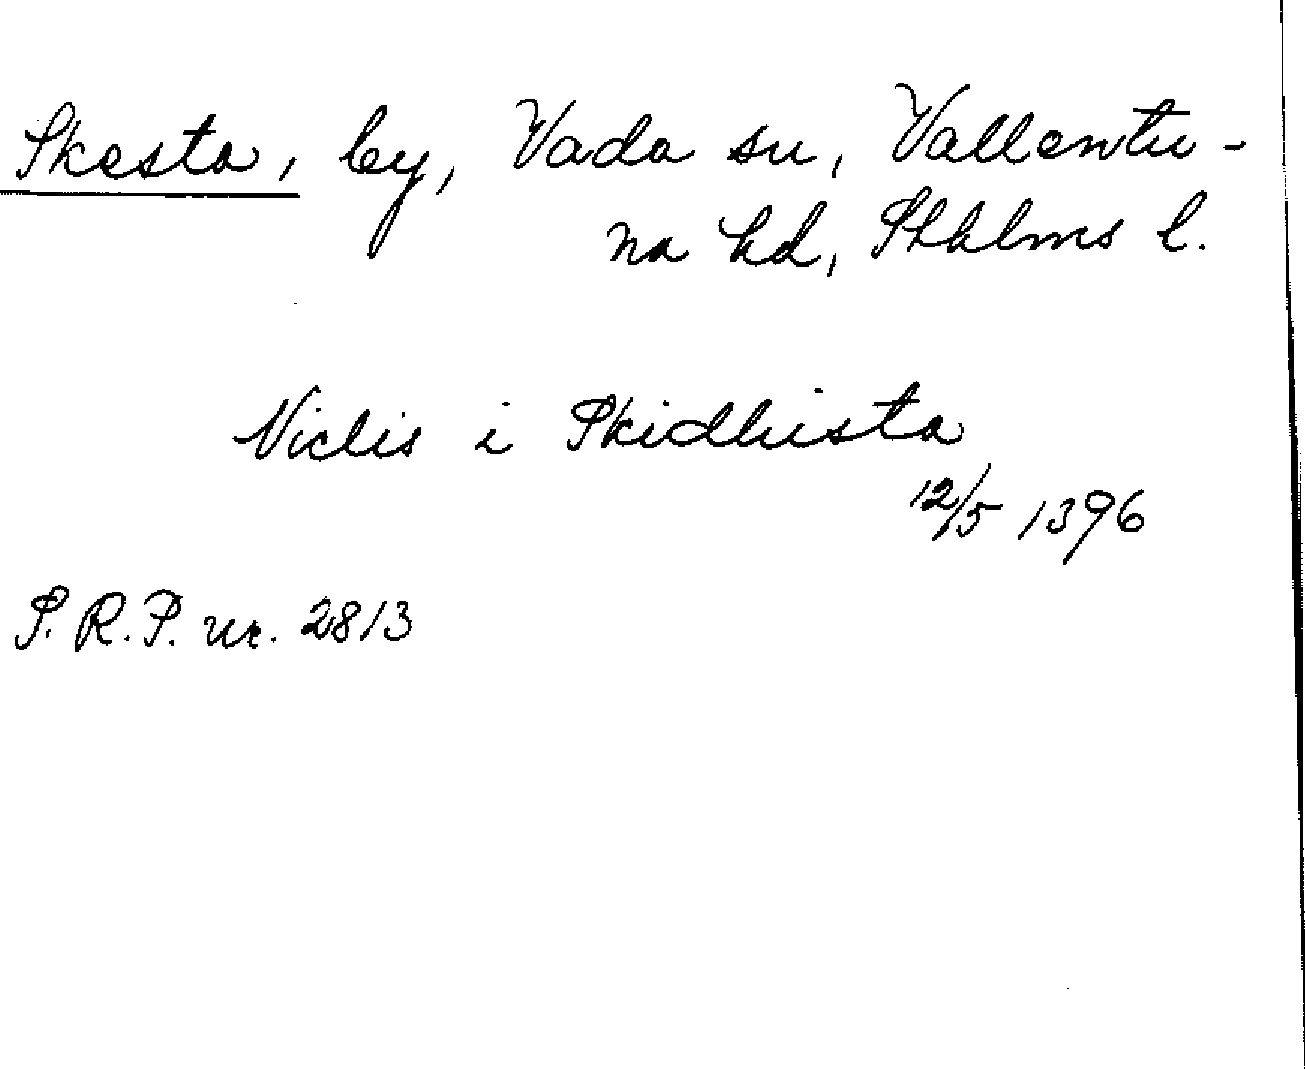 Skesta, by, Vada sn, Vallentu-
na hd, Sthlms l.
Niclis i Skidhista
12/5 1396
S.R.P. nr. 2813